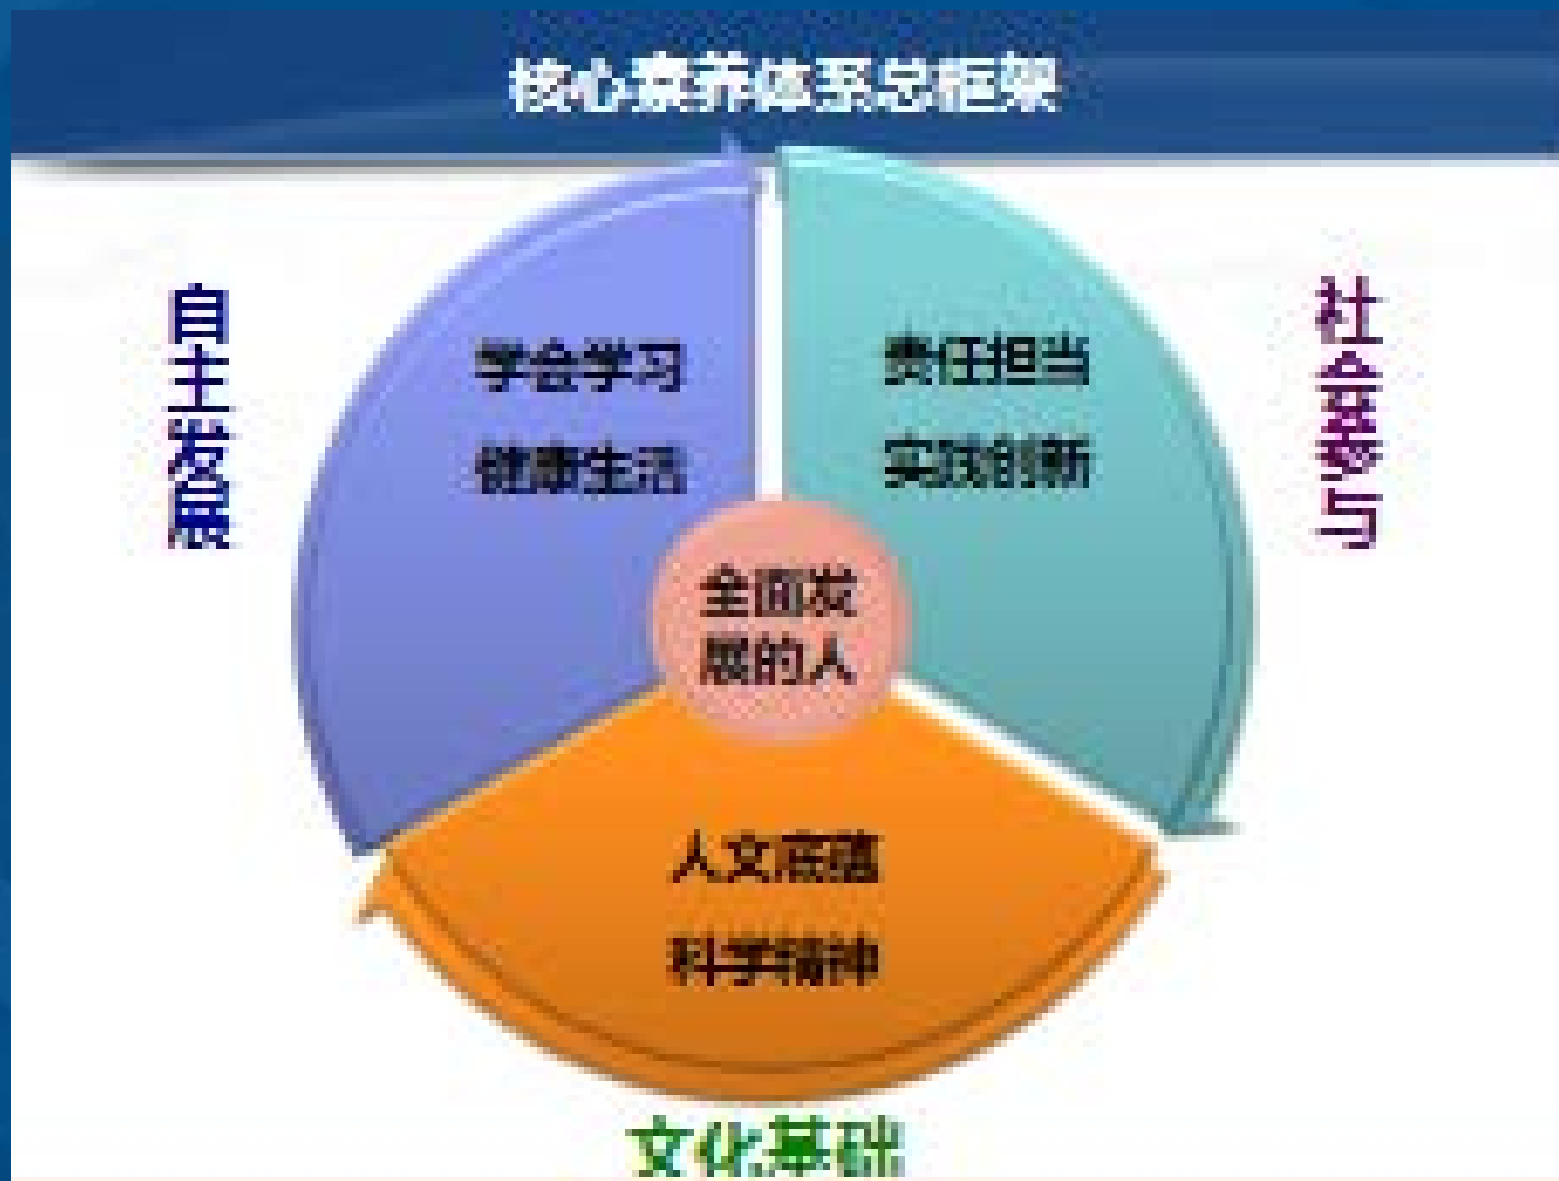 核心素养体系总框架
自主发展
学会学习
健康生活
责任担当
实践创新
社会参与
全面发
展的人
人文底蕴
科学精神
文化基础